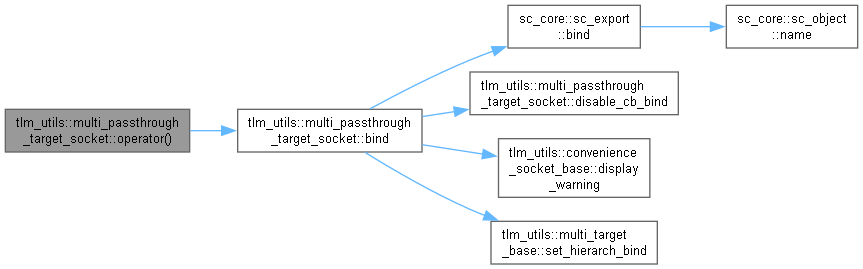 tlm_utils::multi_passthrough
_target_socket::operator()
tlm_utils::multi_passthrough
_target_socket::bind
sc_core::sc_export
::bind
sc_core::sc_object
::name
tlm_utils::multi_passthrough
_target_socket::disable_cb_bind
tlm_utils::convenience
_socket_base::display
_warning
tlm_utils::multi_target
_base::set_hierarch_bind